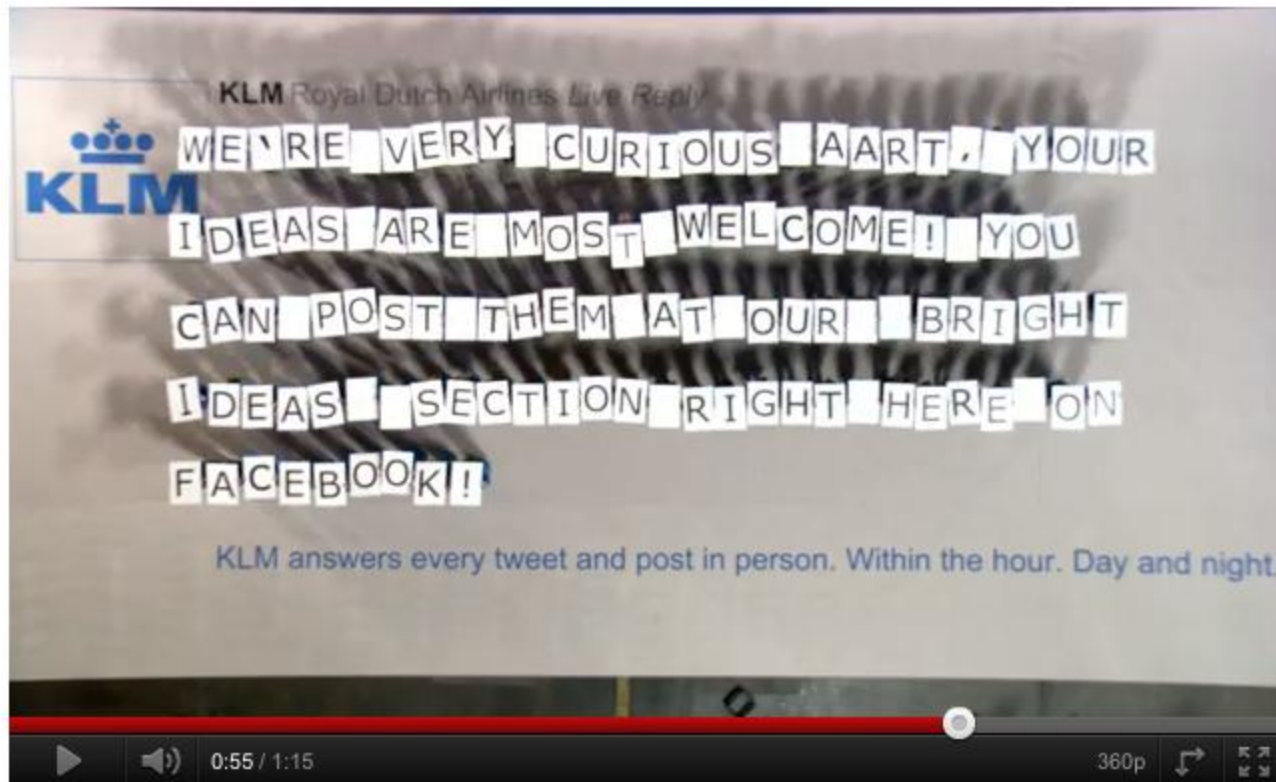 KLM Royal Dutch Airlines Live Reply
KLM
WE'RE VERY CURIOUS AART, YOUR
IDEAS ARE MOST WELCOME! YOU
CAN POST THEM AT OUR BRIGHT
IDEAS SECTION RIGHT HERE ON
FACEBOOK!
KLM answers every tweet and post in person. Within the hour. Day and night.
0:55 / 1:15
360p